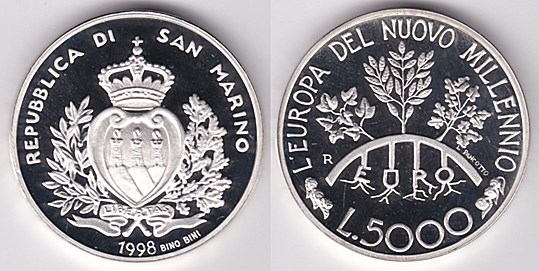 REPUBBLICA DI SAN MARINO
LIBERTAS
1998 BINO BINI
L'EUROPA DEL NUOVO MILLENNIO
R
EURO
L.5000